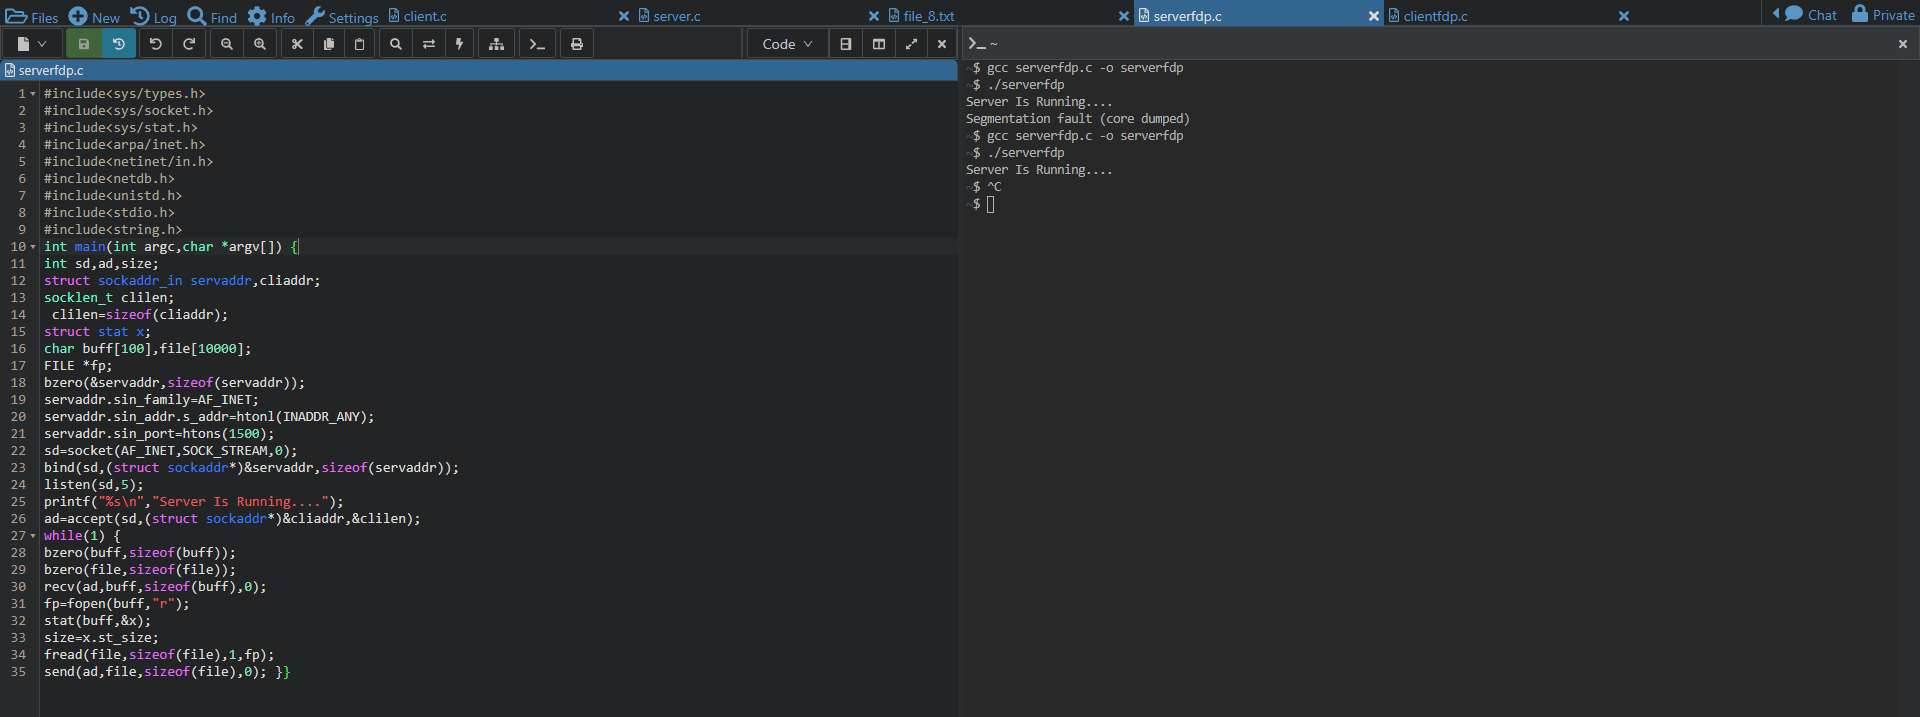 Files New Log Find Info Settings client.c server.c file_8.txt serverfdp.c clientfdp.c Chat Private
Code
~
serverfdp.c
1 #include<sys/types.h>
2 #include<sys/socket.h>
3 #include<sys/stat.h>
4 #include<arpa/inet.h>
5 #include<netinet/in.h>
6 #include<netdb.h>
7 #include<unistd.h>
8 #include<stdio.h>
9 #include<string.h>
10 int main(int argc,char *argv[]) {
11 int sd,ad,size;
12 struct sockaddr_in servaddr,cliaddr;
13 socklen_t clilen;
14  clilen=sizeof(cliaddr);
15 struct stat x;
16 char buff[100],file[10000];
17 FILE *fp;
18 bzero(&servaddr,sizeof(servaddr));
19 servaddr.sin_family=AF_INET;
20 servaddr.sin_addr.s_addr=htonl(INADDR_ANY);
21 servaddr.sin_port=htons(1500);
22 sd=socket(AF_INET,SOCK_STREAM,0);
23 bind(sd,(struct sockaddr*)&servaddr,sizeof(servaddr));
24 listen(sd,5);
25 printf("%s\n","Server Is Running....");
26 ad=accept(sd,(struct sockaddr*)&cliaddr,&clilen);
27 while(1) {
28 bzero(buff,sizeof(buff));
29 bzero(file,sizeof(file));
30 recv(ad,buff,sizeof(buff),0);
31 fp=fopen(buff,"r");
32 stat(buff,&x);
33 size=x.st_size;
34 fread(file,sizeof(file),1,fp);
35 send(ad,file,sizeof(file),0); }}
~$ gcc serverfdp.c -o serverfdp
~$ ./serverfdp
Server Is Running....
Segmentation fault (core dumped)
~$ gcc serverfdp.c -o serverfdp
~$ ./serverfdp
Server Is Running....
~$ ^C
~$